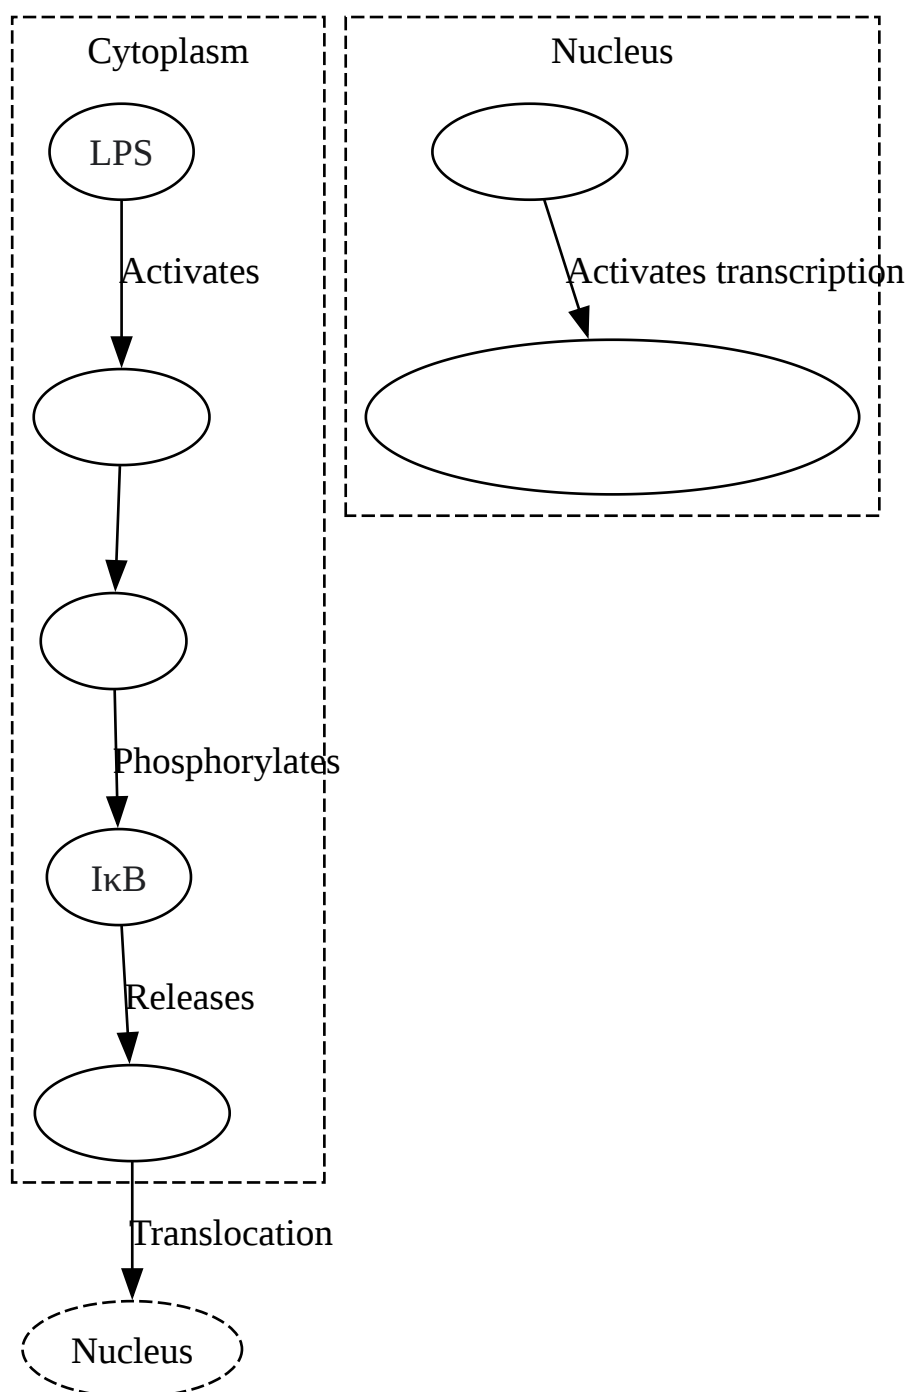 Cytoplasm
LPS
Activates
Phosphorylates
IκB
Releases
Translocation
Nucleus
Nucleus
Activates transcription